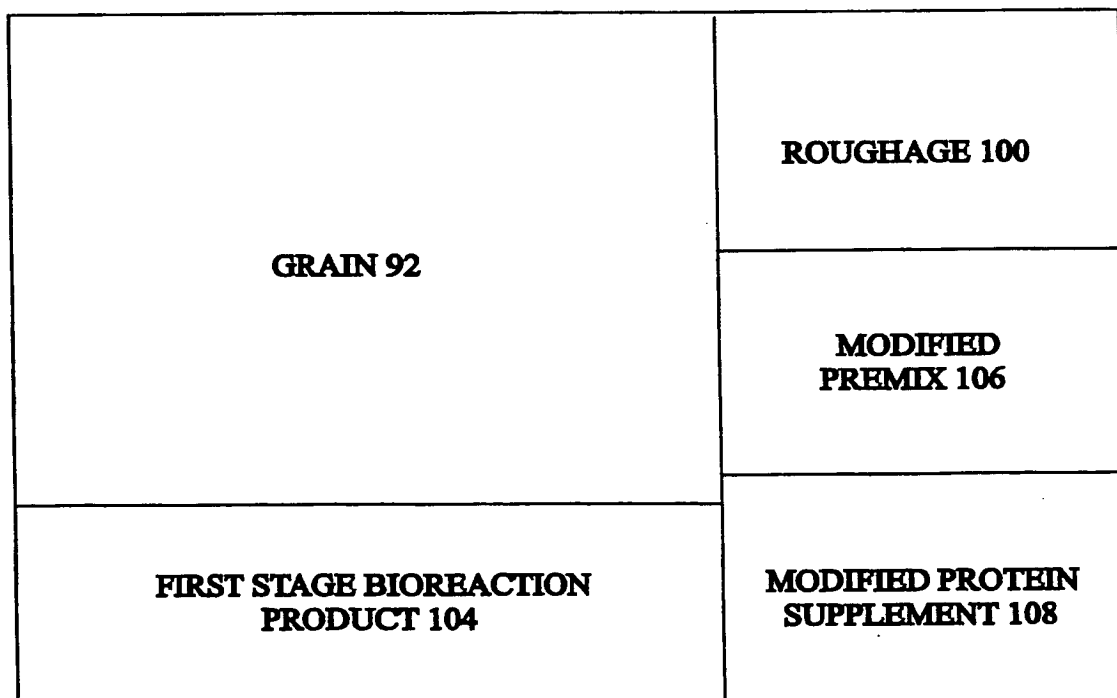 GRAIN 92
FIRST STAGE BIOREACTION
PRODUCT 104
ROUGHAGE 100
MODIFIED
PREMIX 106
MODIFIED PROTEIN
SUPPLEMENT 108